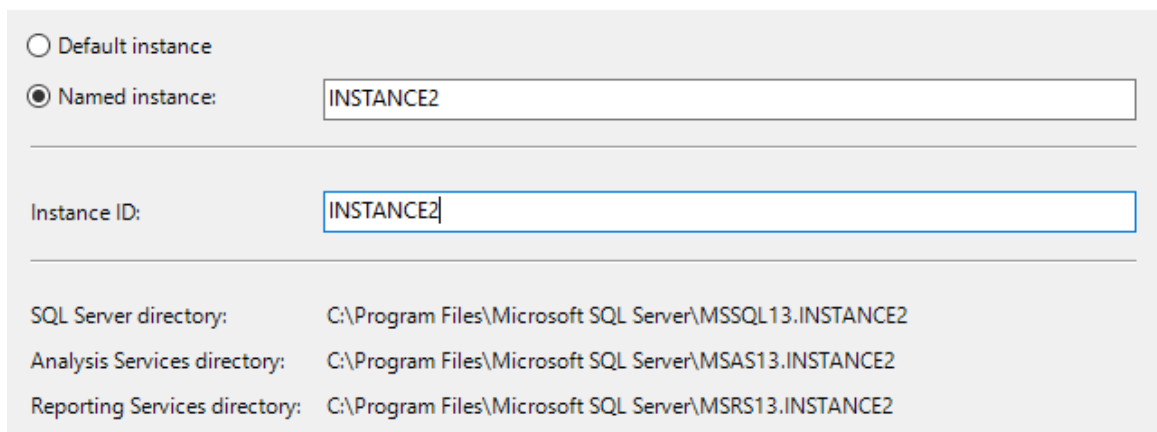 Default instance
Named instance: INSTANCE2
Instance ID: INSTANCE2
SQL Server directory: C:\Program Files\Microsoft SQL Server\MSSQL13.INSTANCE2
Analysis Services directory: C:\Program Files\Microsoft SQL Server\MSAS13.INSTANCE2
Reporting Services directory: C:\Program Files\Microsoft SQL Server\MSRS13.INSTANCE2